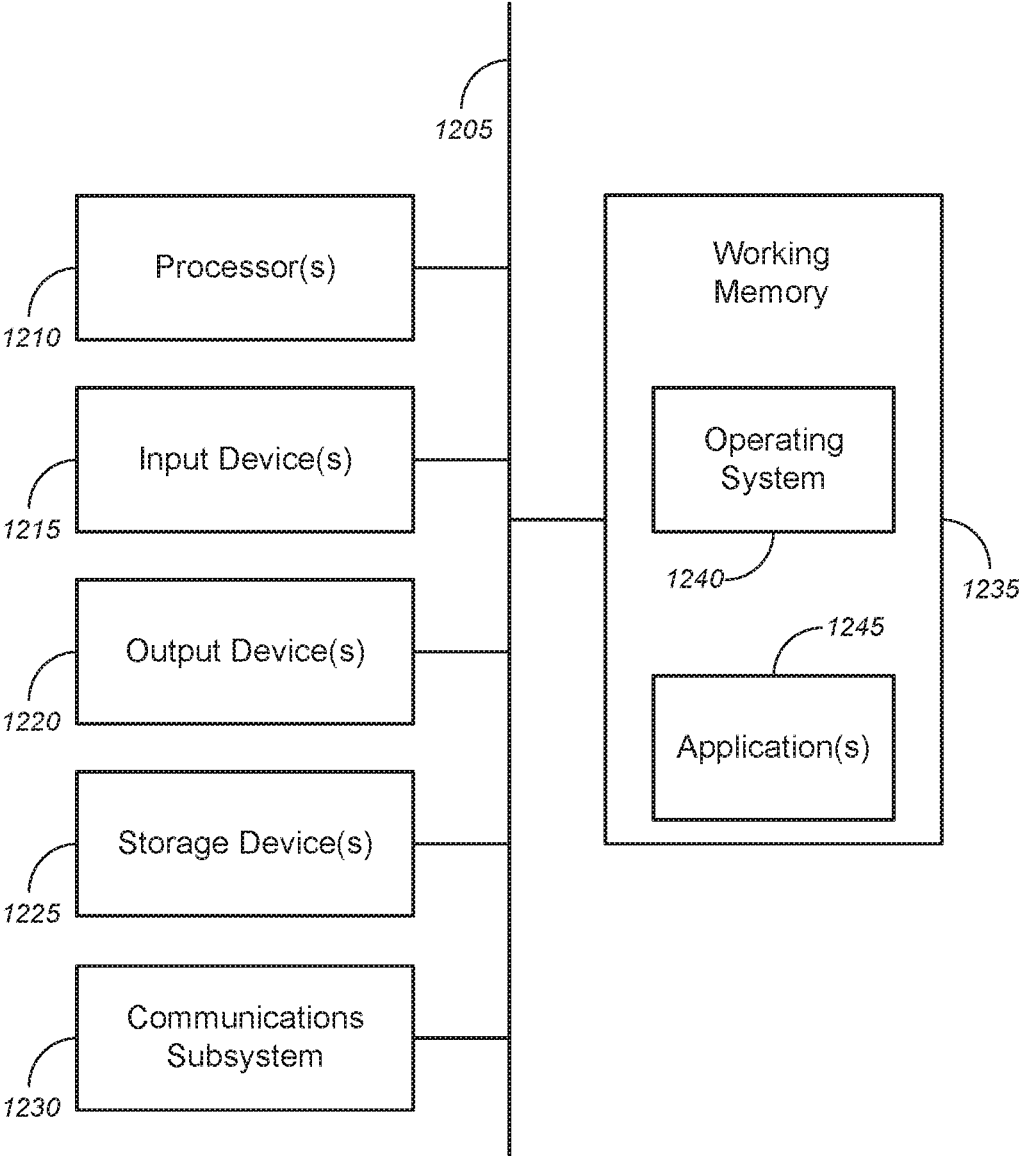 1205
Processor(s)
1210
Input Device(s)
1215
Output Device(s)
1220
Storage Device(s)
1225
Communications
Subsystem
1230
Working
Memory
Operating
System
1240
1235
1245
Application(s)